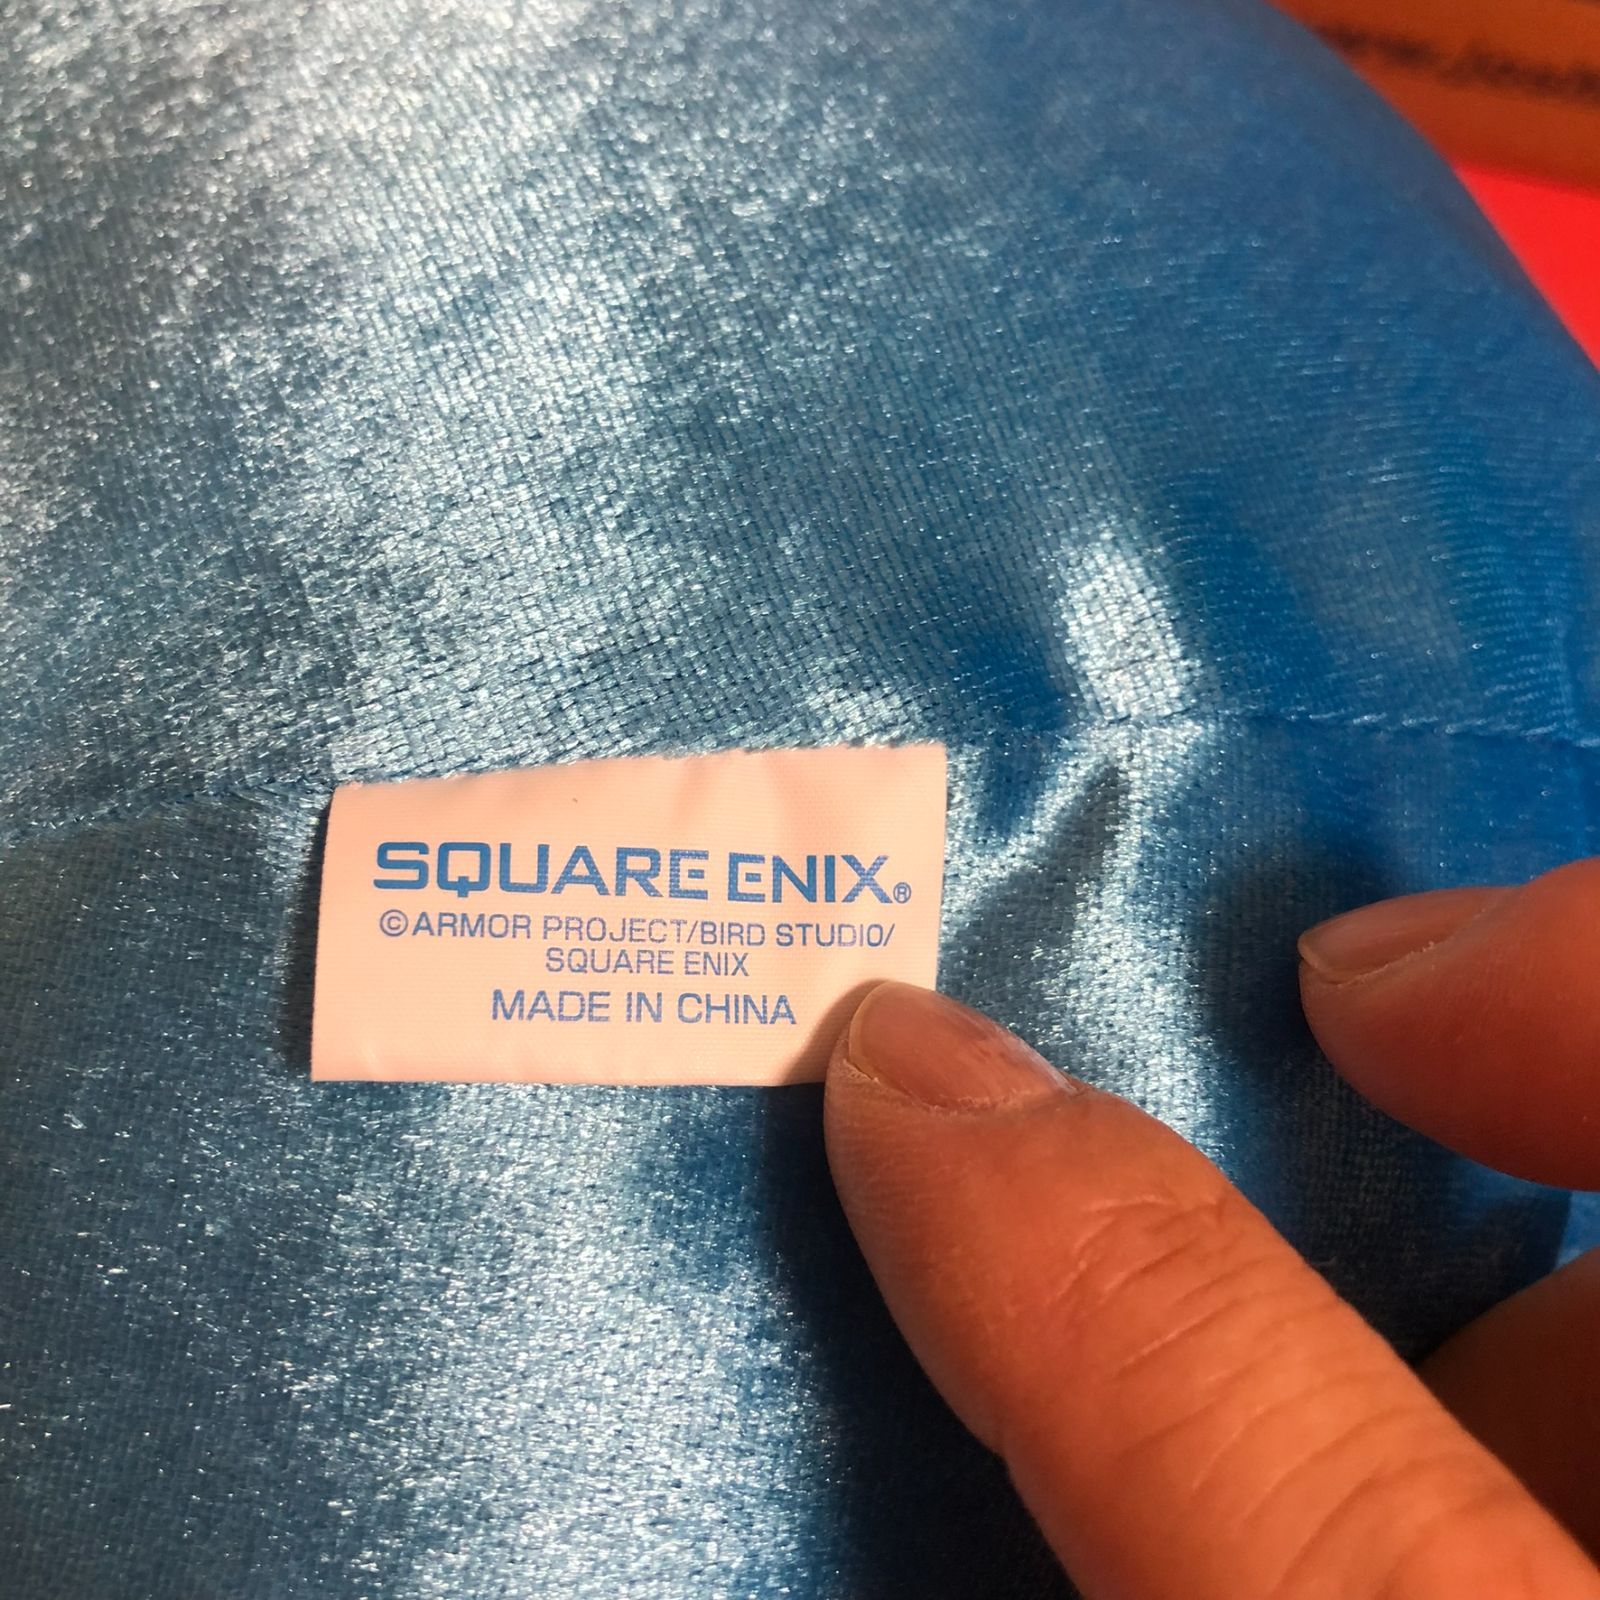 SQUARE ENIX®
©ARMOR PROJECT/BIRD STUDIO/
SQUARE ENIX
MADE IN CHINA